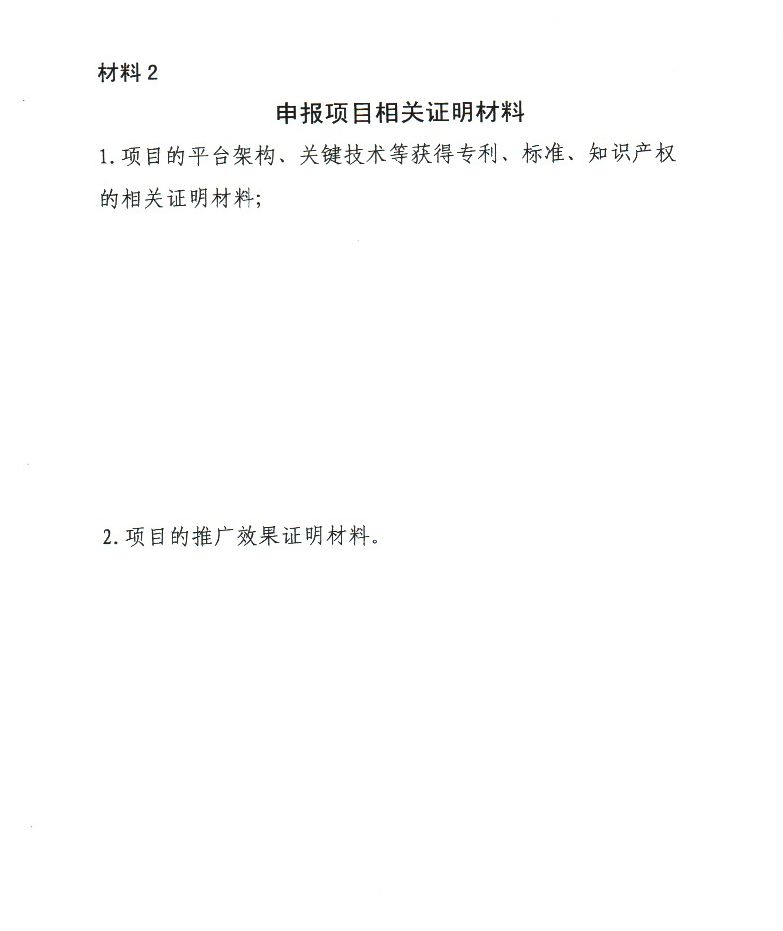 材料 2
申报项目相关证明材料
1. 项目的平台架构、关键技术等获得专利、标准、知识产权
的相关证明材料;
2. 项目的推广效果证明材料。